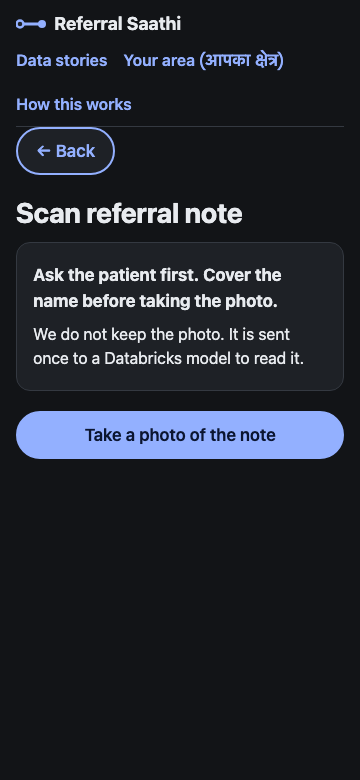 Referral Saathi
Data stories Your area (आपका क्षेत्र)
How this works
← Back
Scan referral note
Ask the patient first. Cover the
name before taking the photo.
We do not keep the photo. It is sent
once to a Databricks model to read it.
Take a photo of the note